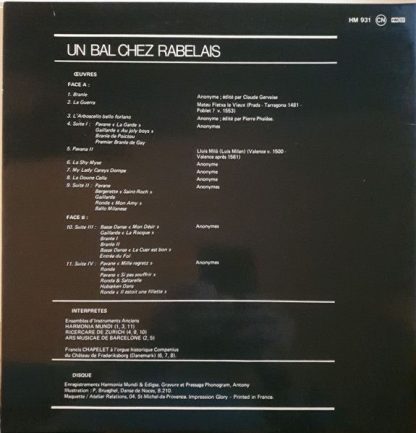 HM 931 CN
UN BAL CHEZ RABELAIS
ŒUVRES
FACE A :
1. Branle Anonyme ; édité par Claude Gervaise
2. La Guerra Mateu Fletxa le Vieux (Prada - Tarragona 1481 -
Poblet ? v. 1553)
3. L'Arboscello ballo furlano Anonyme ; édité par Pierre Phalèse.
4. Suite I : Pavane « La Garde » Anonymes
Gaillarde « Au joly boys »
Branle de Poictou
Premier Branle de Gay
5. Pavana II Lluis Milà (Luis Milan) (Valence v. 1500 -
Valence après 1561)
6. La Shy Myze Anonyme
7. My Lady Careys Dompe Anonyme
8. La Doune Cella Anonyme
9. Suite II : Pavane Anonymes
Bergerette « Saint-Roch »
Gaillarde
Ronde « Mon Amy »
Ballo Milanese
FACE B :
10. Suite III : Basse Danse « Mon Désir » Anonymes
Gaillarde « La Rocque »
Branle I
Branle II
Basse Danse « La Cuer est bon »
Entrée du Fol
11. Suite IV : Pavane « Mille regretz » Anonymes
Ronde
Pavane « Si pas souffrir »
Ronde & Saltarelle
Hoboeken Dans
Ronde « Il estoit une fillette »
INTERPRETES
Ensembles d'Instruments Anciens
HARMONIA MUNDI (1, 3, 11)
RICERCARE DE ZURICH (4, 9, 10)
ARS MUSICAE DE BARCELONE (2, 5)
Francis CHAPELET à l'orgue historique Compenius
du Château de Frederiksborg (Danemark) (6, 7, 8).
DISQUE
Enregistrements Harmonia Mundi & Edigsa. Gravure et Pressage Phonogram, Antony
Illustration : P. Brueghel, Danse de Noces, B.210.
Maquette / Atelier Relations, 04. St-Michel-de-Provence. Impression Glory - Printed in France.